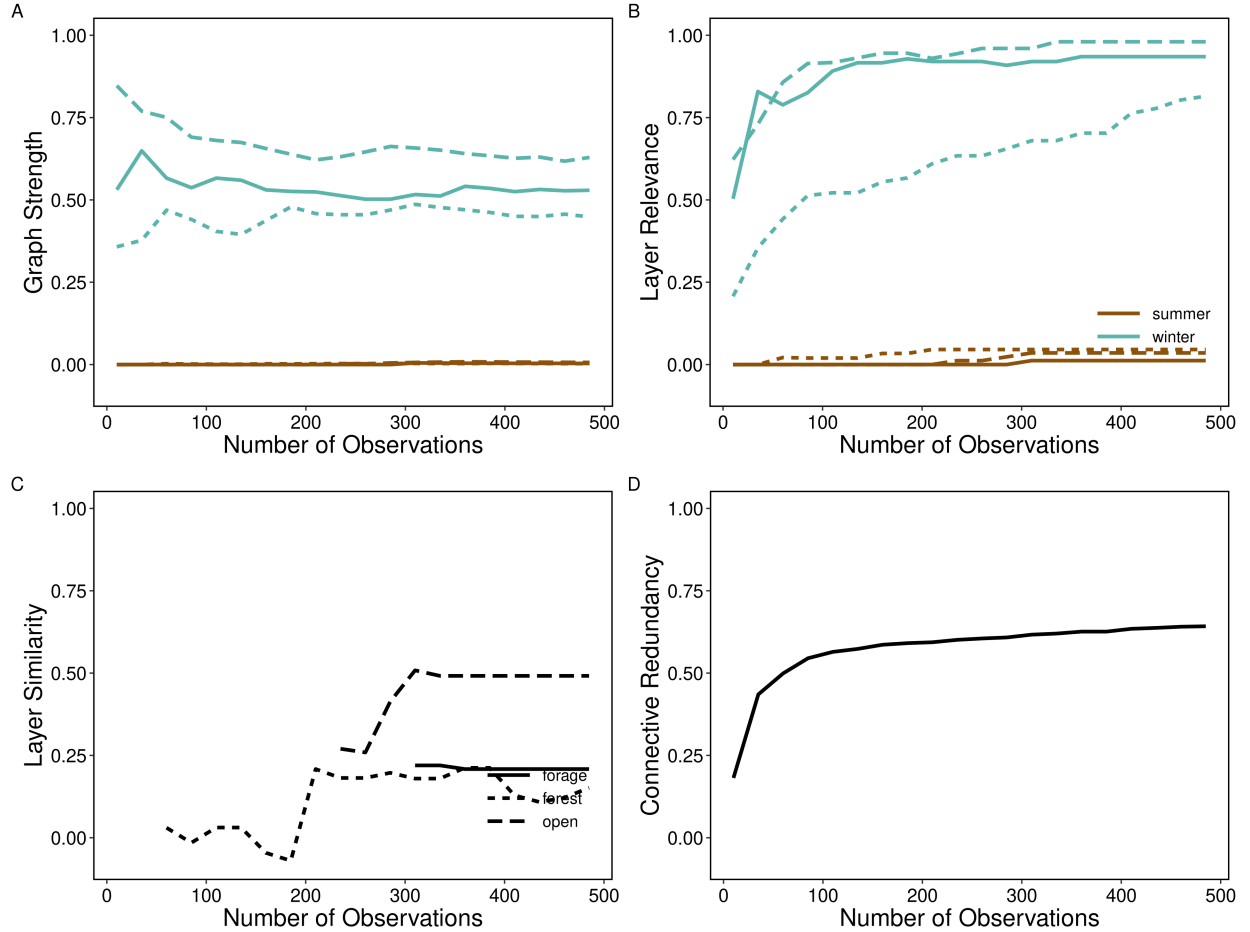 A
1.00
0.75
0.50
0.25
0.00
Graph Strength
0 100 200 300 400 500
Number of Observations
B
1.00
0.75
0.50
0.25
0.00
Layer Relevance
summer
winter
0 100 200 300 400 500
Number of Observations
C
1.00
0.75
0.50
0.25
0.00
Layer Similarity
forage
forest
open
0 100 200 300 400 500
Number of Observations
D
1.00
0.75
0.50
0.25
0.00
Connective Redundancy
0 100 200 300 400 500
Number of Observations